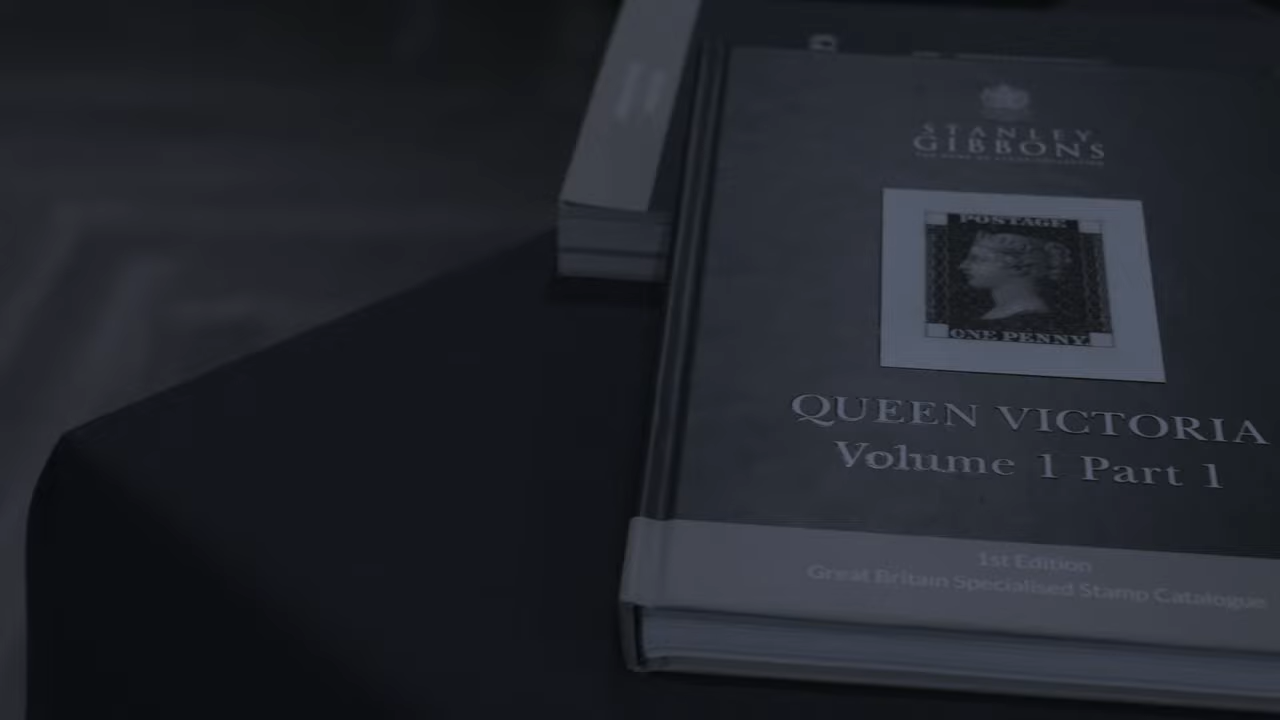 STANLEY
GIBBONS
POSTAGE
ONE PENNY
QUEEN VICTORIA
Volume 1 Part 1
1st Edition
Great Britain Specialised Stamp Catalogue